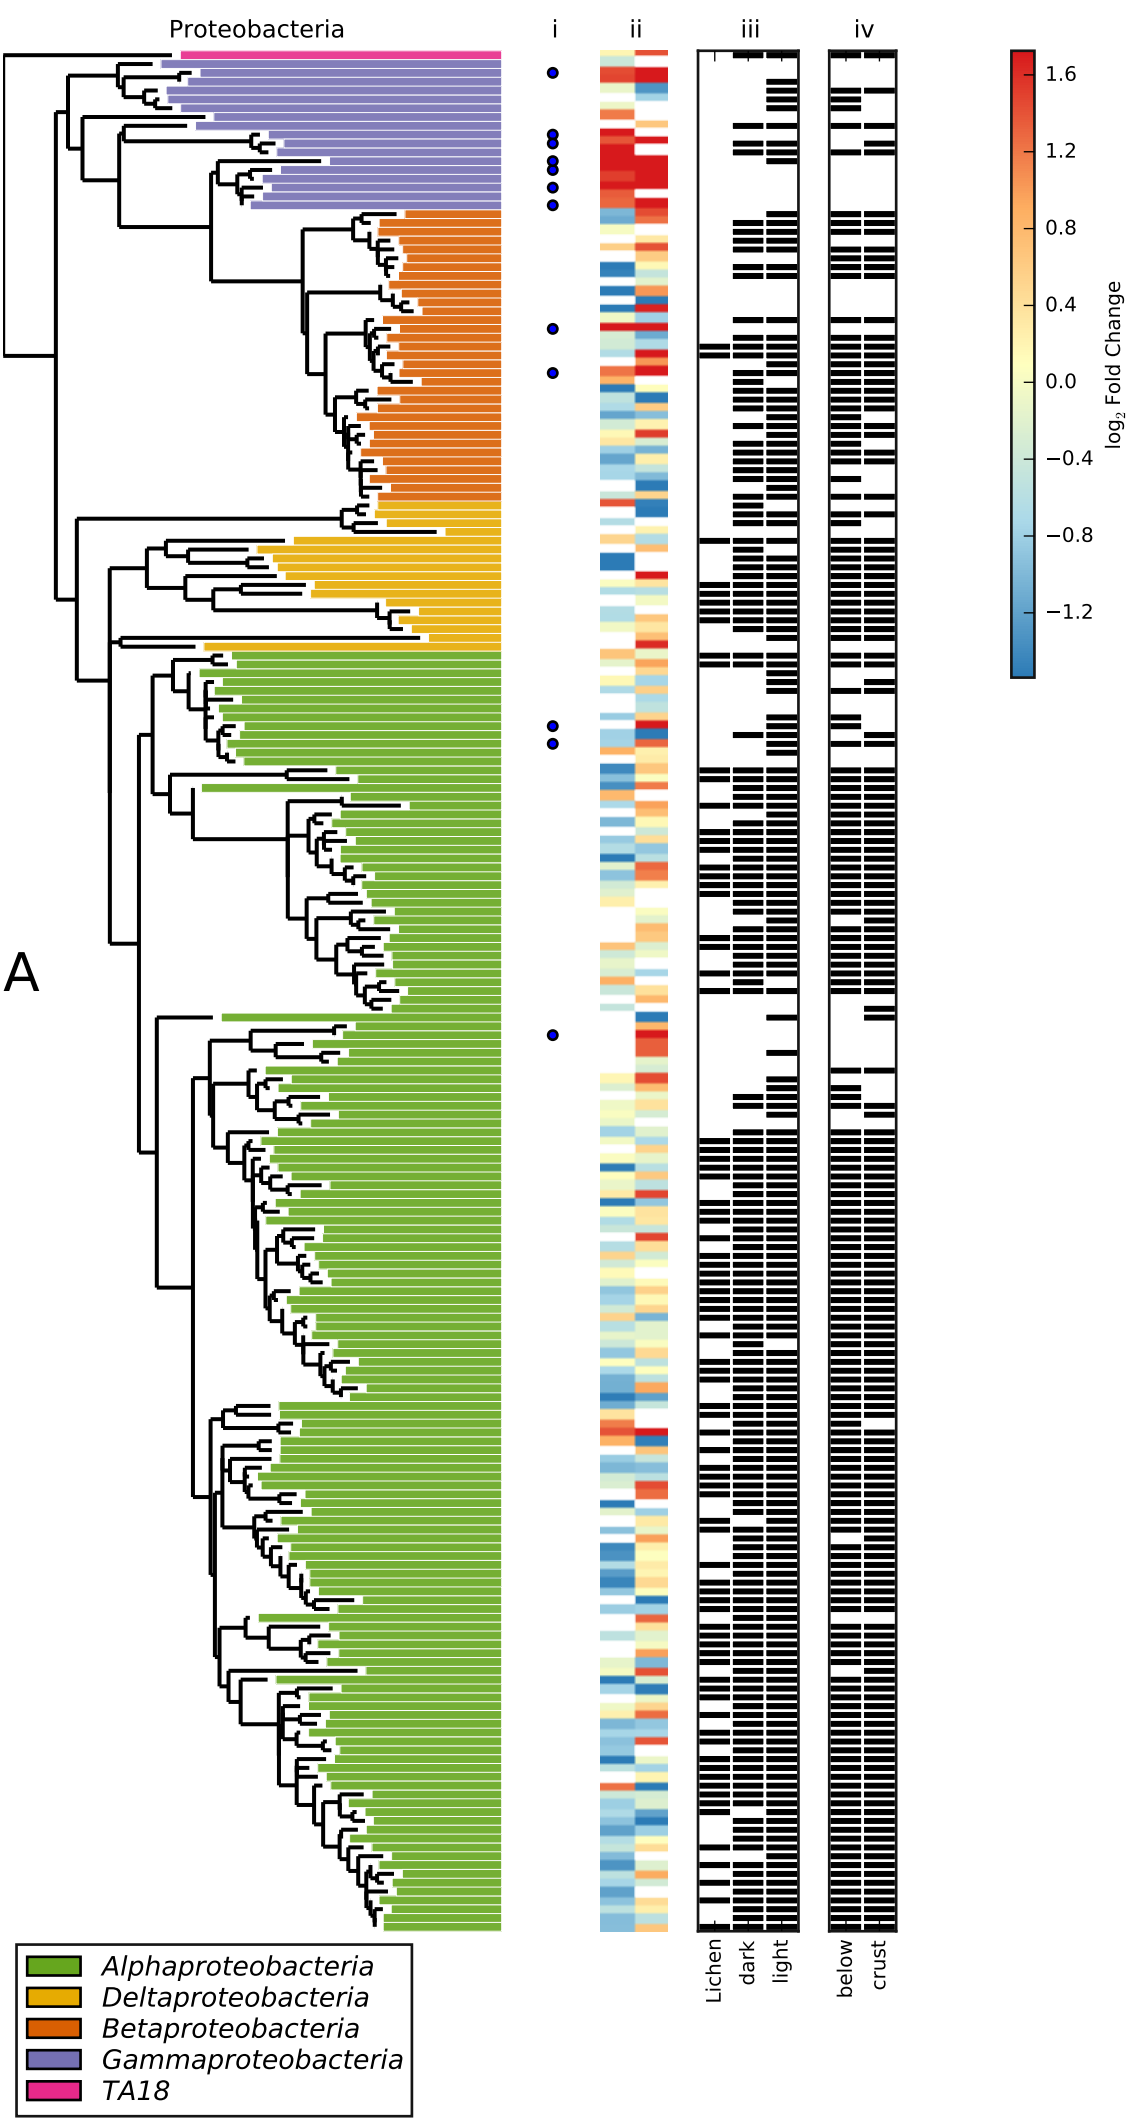 Proteobacteria
i
ii
iii
iv
1.6
1.2
0.8
0.4
0.0
−0.4
−0.8
−1.2
log₂ Fold Change
A
Lichen
dark
light
below
crust
Alphaproteobacteria
Deltaproteobacteria
Betaproteobacteria
Gammaproteobacteria
TA18